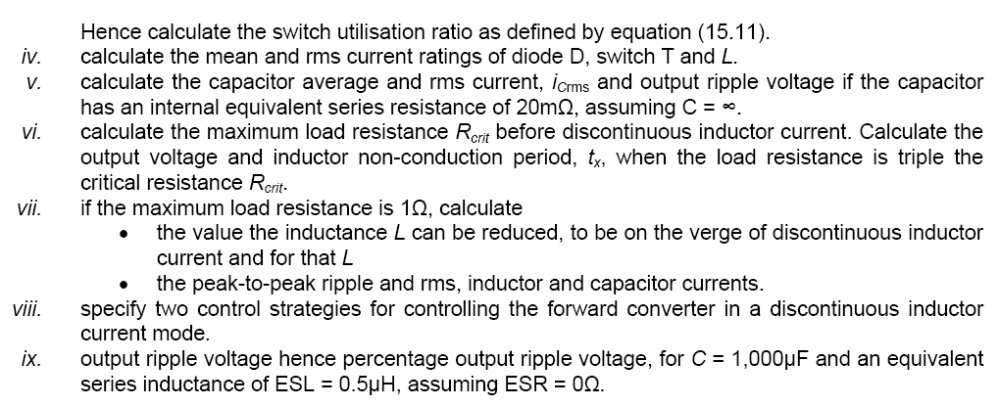 Hence calculate the switch utilisation ratio as defined by equation (15.11).
iv. calculate the mean and rms current ratings of diode D, switch T and L.
v. calculate the capacitor average and rms current, iCrms and output ripple voltage if the capacitor
has an internal equivalent series resistance of 20mΩ, assuming C = ∞.
vi. calculate the maximum load resistance Rcrit before discontinuous inductor current. Calculate the
output voltage and inductor non-conduction period, tx, when the load resistance is triple the
critical resistance Rcrit.
vii. if the maximum load resistance is 1Ω, calculate
• the value the inductance L can be reduced, to be on the verge of discontinuous inductor
current and for that L
• the peak-to-peak ripple and rms, inductor and capacitor currents.
viii. specify two control strategies for controlling the forward converter in a discontinuous inductor
current mode.
ix. output ripple voltage hence percentage output ripple voltage, for C = 1,000μF and an equivalent
series inductance of ESL = 0.5μH, assuming ESR = 0Ω.